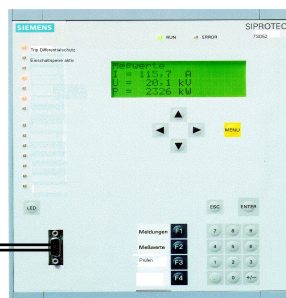 SIEMENS
SIPROTEC
RUN
ERROR
7SD52
Trip Differentialschutz
Einschaltsperre aktiv
Messwerte
I = 115.7 A
U = 20.1 kV
P = 2326 kW
MENU
LED
ESC
ENTER
Meldungen F1 7 8 9
Meßwerte F2 4 5 6
Prüfen F3 1 2 3
F4 . 0 +/-